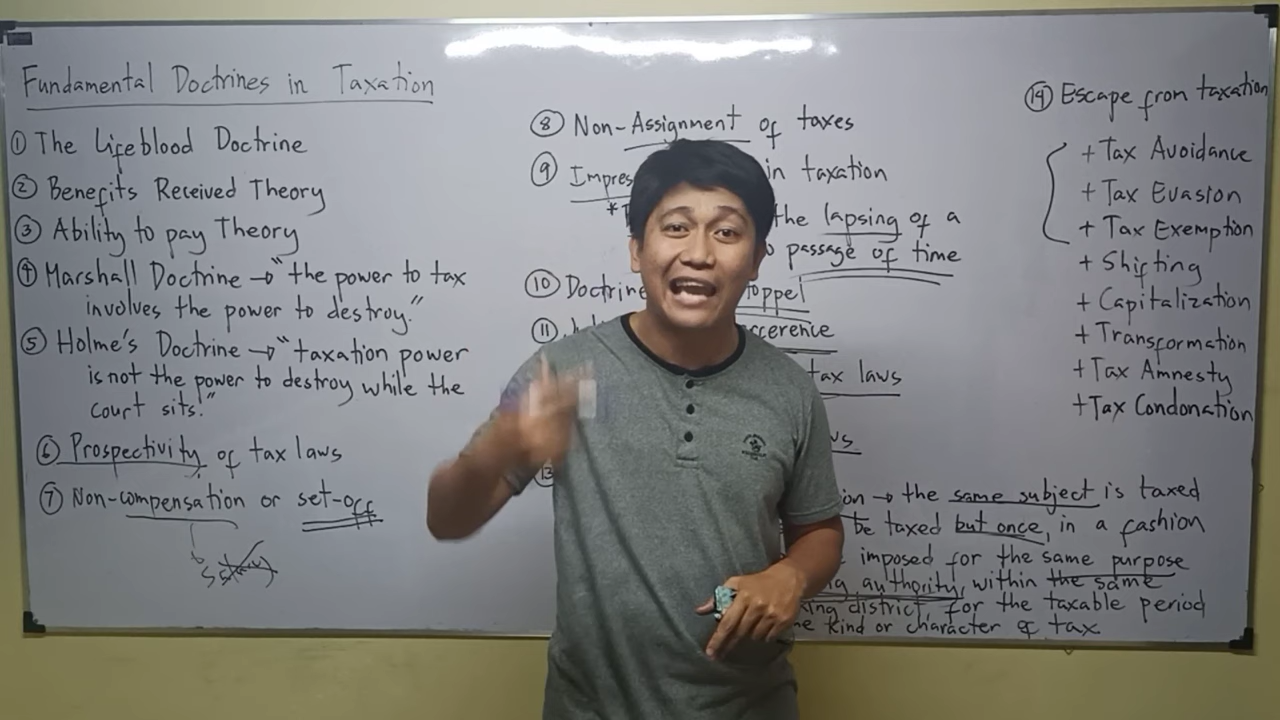 Fundamental Doctrines in Taxation
① The Lifeblood Doctrine
② Benefits Received Theory
③ Ability to pay Theory
④ Marshall Doctrine → "the power to tax
involves the power to destroy."
⑤ Holme's Doctrine → "taxation power
is not the power to destroy while the
court sits."
⑥ Prospectivity of tax laws
⑦ Non-compensation or set-off
⑧ Non-Assignment of taxes
⑨ in taxation
the lapsing of a
passage of time
⑩ Doctrine
⑪
tax laws
⑬
the same subject is taxed
be taxed but once, in a fashion
imposed for the same purpose
authority, within the same
district, for the taxable period
kind or character of tax
⑭ Escape from taxation
+ Tax Avoidance
+ Tax Evasion
+ Tax Exemption
+ Shifting
+ Capitalization
+ Transformation
+ Tax Amnesty
+ Tax Condonation